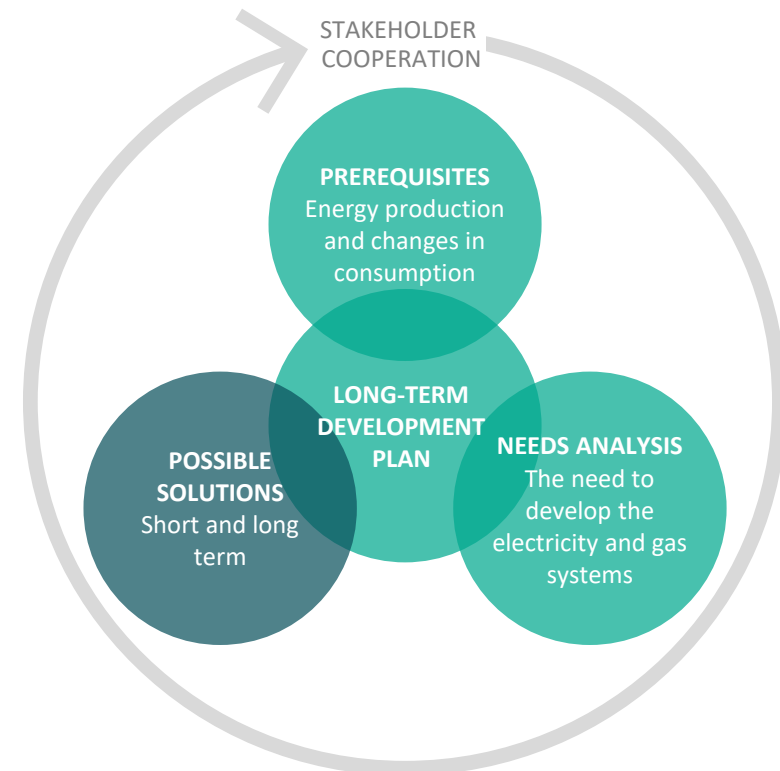 STAKEHOLDER
COOPERATION
PREREQUISITES
Energy production
and changes in
consumption
LONG-TERM
DEVELOPMENT
PLAN
POSSIBLE
SOLUTIONS
Short and long
term
NEEDS ANALYSIS
The need to
develop the
electricity and gas
systems